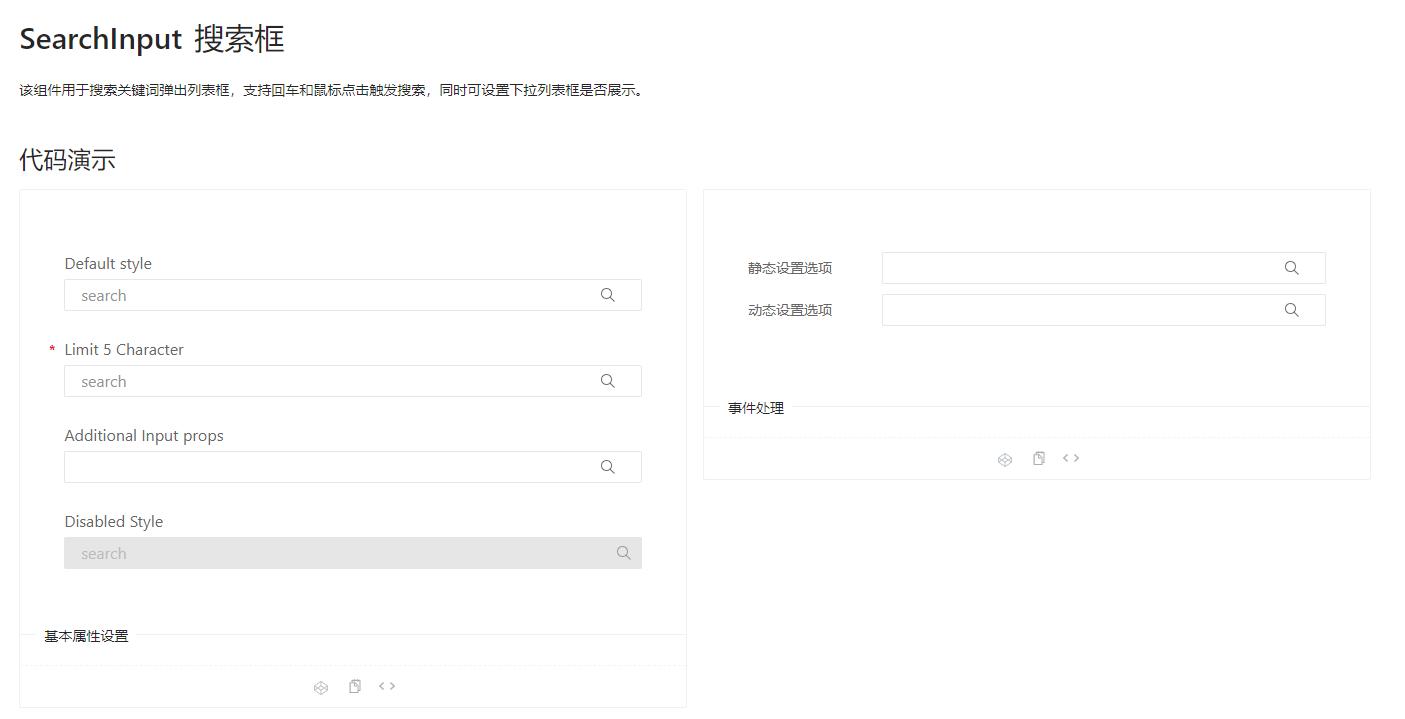 SearchInput 搜索框
该组件用于搜索关键词弹出列表框，支持回车和鼠标点击触发搜索，同时可设置下拉列表框是否展示。
代码演示
Default style
search
* Limit 5 Character
search
Additional Input props
Disabled Style
search
基本属性设置
静态设置选项
动态设置选项
事件处理